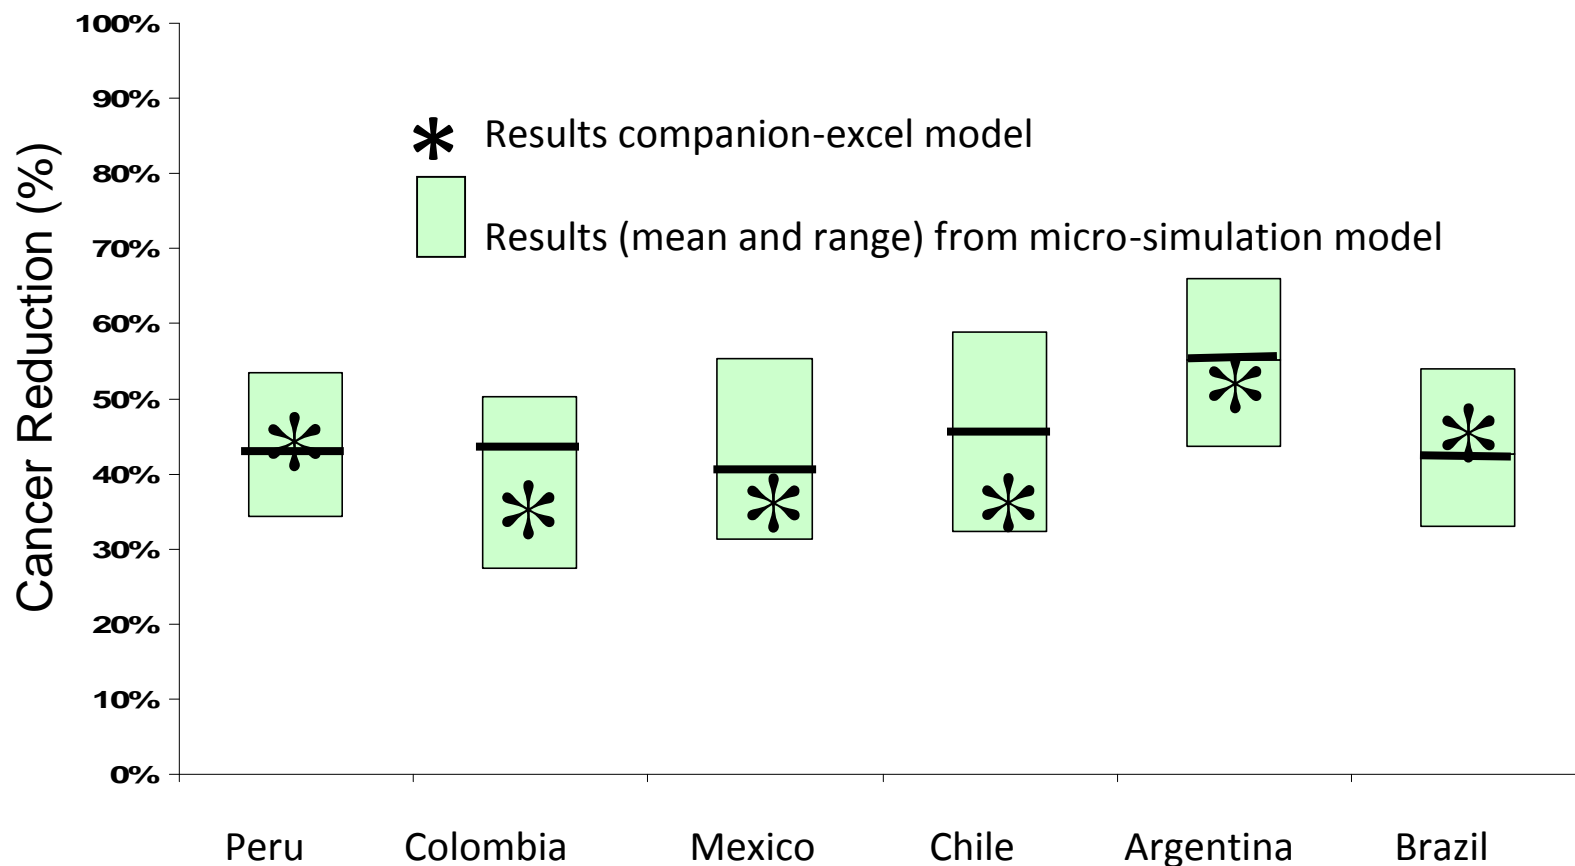 100%
90%
80%
70%
60%
50%
40%
30%
20%
10%
0%
Cancer Reduction (%)
* Results companion-excel model
Results (mean and range) from micro-simulation model
Peru Colombia Mexico Chile Argentina Brazil